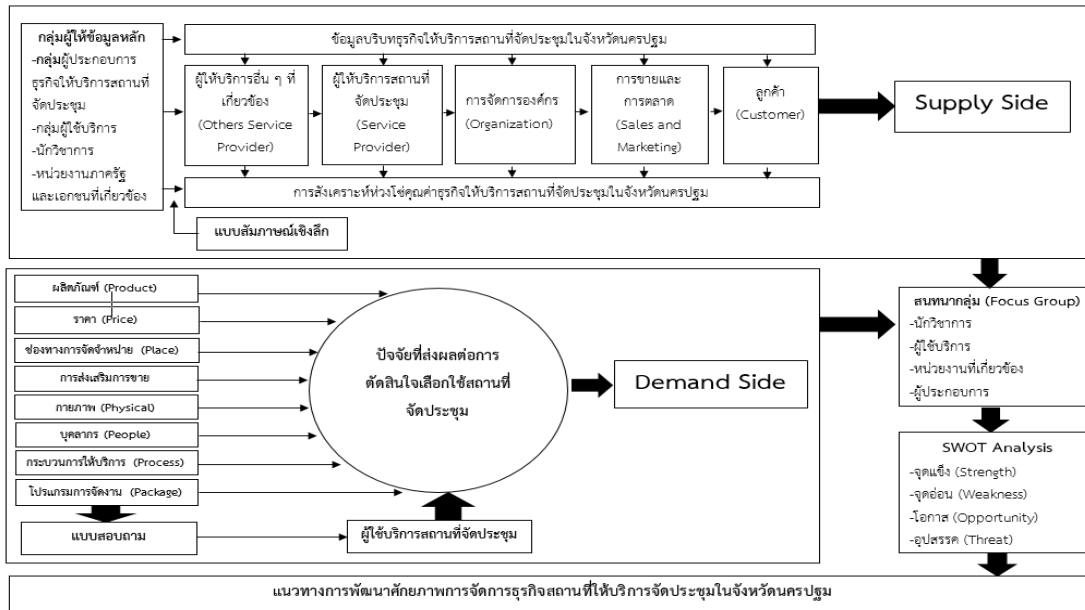 กลุ่มผู้ให้ข้อมูลหลัก
-กลุ่มผู้ประกอบการ
ธุรกิจให้บริการสถานที่
จัดประชุม
-กลุ่มผู้ใช้บริการ
-นักวิชาการ
-หน่วยงานภาครัฐ
และเอกชนที่เกี่ยวข้อง
ข้อมูลบริบทธุรกิจให้บริการสถานที่จัดประชุมในจังหวัดนครปฐม
ผู้ให้บริการอื่น ๆ ที่
เกี่ยวข้อง
(Others Service
Provider)
ผู้ให้บริการสถานที่
จัดประชุม
(Service
Provider)
การจัดการองค์กร
(Organization)
การขายและ
การตลาด
(Sales and
Marketing)
ลูกค้า
(Customer)
Supply Side
การสังเคราะห์ห่วงโซ่คุณค่าธุรกิจให้บริการสถานที่จัดประชุมในจังหวัดนครปฐม
แบบสัมภาษณ์เชิงลึก
ผลิตภัณฑ์ (Product)
ราคา (Price)
ช่องทางการจัดจำหน่าย (Place)
การส่งเสริมการขาย
กายภาพ (Physical)
บุคลากร (People)
กระบวนการให้บริการ (Process)
โปรแกรมการจัดงาน (Package)
แบบสอบถาม
ปัจจัยที่ส่งผลต่อการ
ตัดสินใจเลือกใช้สถานที่
จัดประชุม
ผู้ใช้บริการสถานที่จัดประชุม
Demand Side
สนทนากลุ่ม (Focus Group)
-นักวิชาการ
-ผู้ใช้บริการ
-หน่วยงานที่เกี่ยวข้อง
-ผู้ประกอบการ
SWOT Analysis
-จุดแข็ง (Strength)
-จุดอ่อน (Weakness)
-โอกาส (Opportunity)
-อุปสรรค (Threat)
แนวทางการพัฒนาศักยภาพการจัดการธุรกิจสถานที่ให้บริการจัดประชุมในจังหวัดนครปฐม